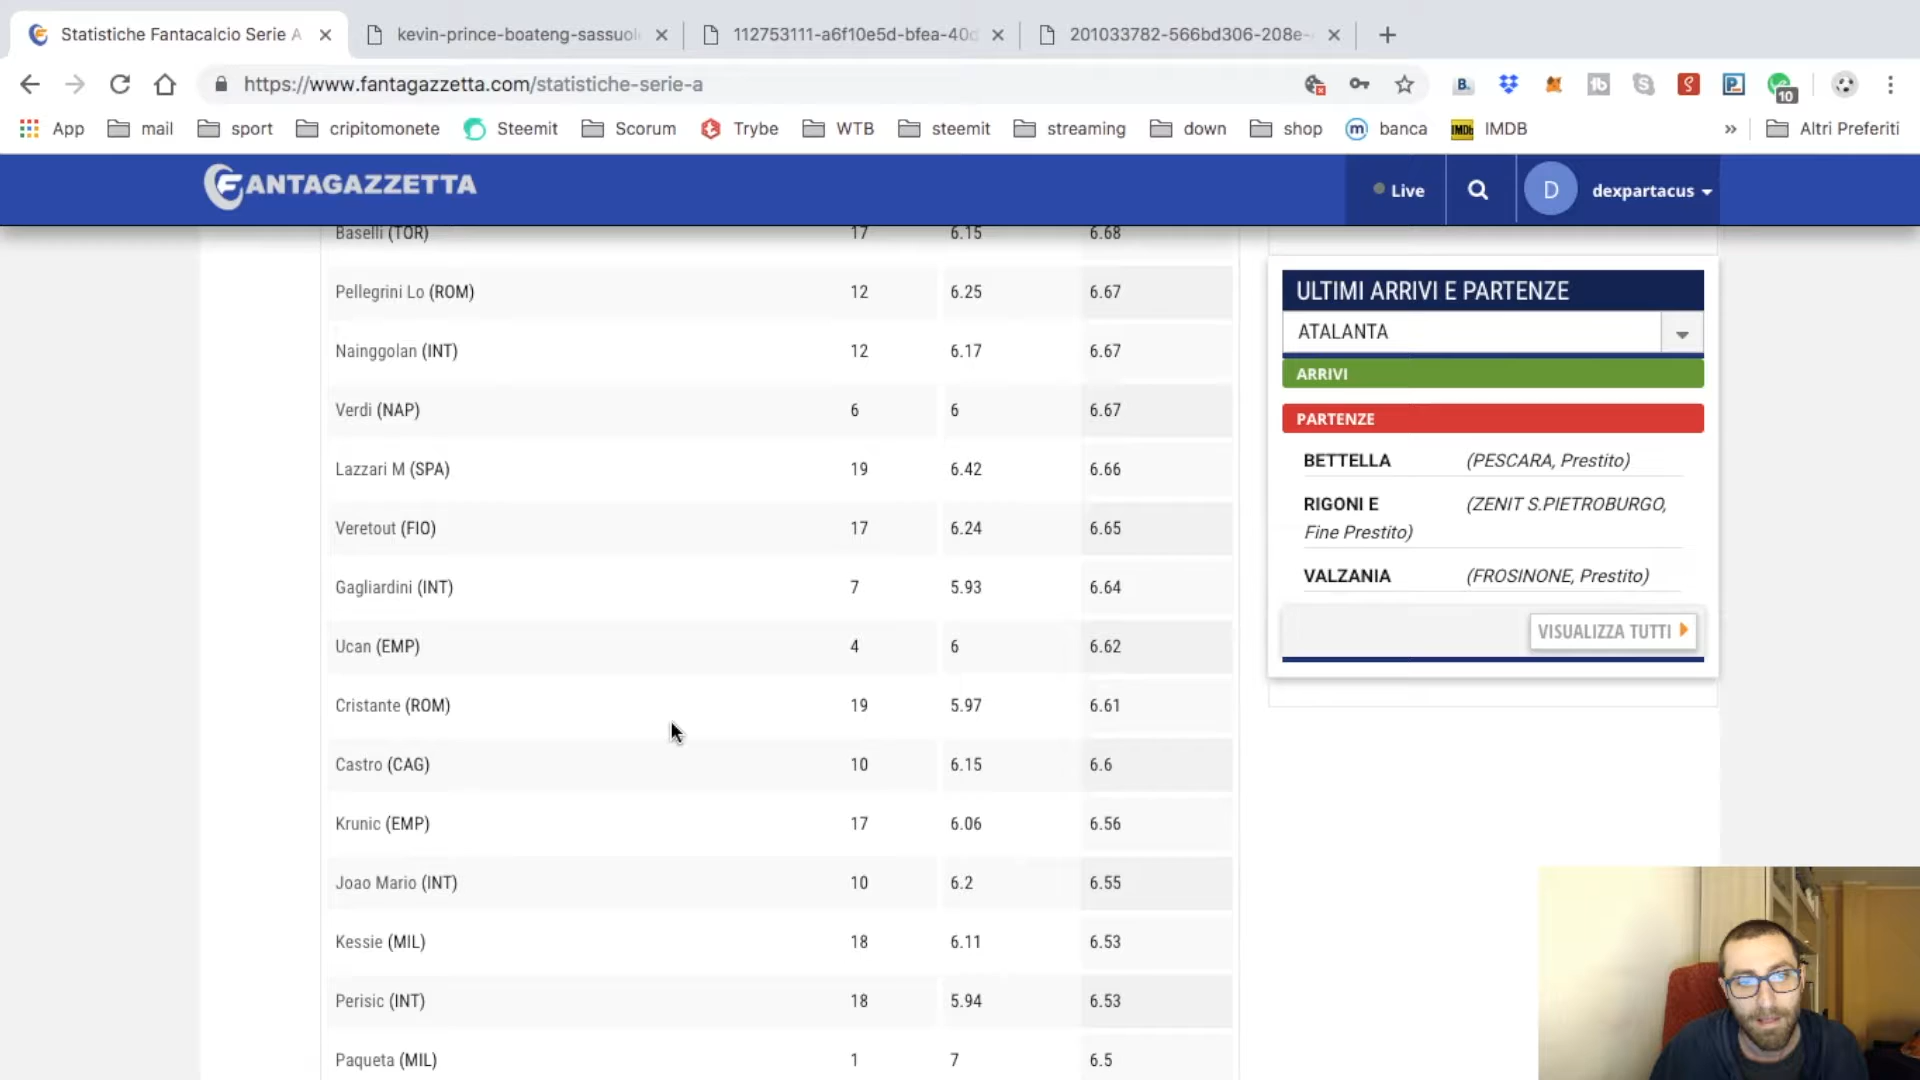 Statistiche Fantacalcio Serie A
kevin-prince-boateng-sassuol
112753111-a6f10e5d-bfea-40d
201033782-566bd306-208e-
https://www.fantagazzetta.com/statistiche-serie-a
10
App mail sport cripitomonete Steemit Scorum Trybe WTB steemit streaming down shop banca IMDb IMDB » Altri Preferiti
FANTAGAZZETTA
Live
D dexpartacus
Baselli (TOR) 17 6.15 6.68
Pellegrini Lo (ROM) 12 6.25 6.67
Nainggolan (INT) 12 6.17 6.67
Verdi (NAP) 6 6 6.67
Lazzari M (SPA) 19 6.42 6.66
Veretout (FIO) 17 6.24 6.65
Gagliardini (INT) 7 5.93 6.64
Ucan (EMP) 4 6 6.62
Cristante (ROM) 19 5.97 6.61
Castro (CAG) 10 6.15 6.6
Krunic (EMP) 17 6.06 6.56
Joao Mario (INT) 10 6.2 6.55
Kessie (MIL) 18 6.11 6.53
Perisic (INT) 18 5.94 6.53
Paqueta (MIL) 1 7 6.5
ULTIMI ARRIVI E PARTENZE
ATALANTA
ARRIVI
PARTENZE
BETTELLA (PESCARA, Prestito)
RIGONI E (ZENIT S.PIETROBURGO,
Fine Prestito)
VALZANIA (FROSINONE, Prestito)
VISUALIZZA TUTTI